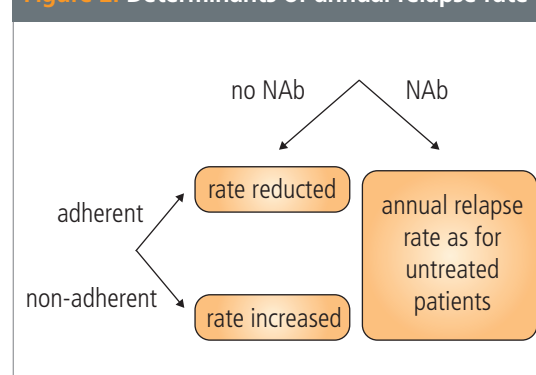 Figure 2. Determinants of annual relapse rate
no NAb
NAb
adherent
non-adherent
rate reducted
rate increased
annual relapse
rate as for
untreated
patients